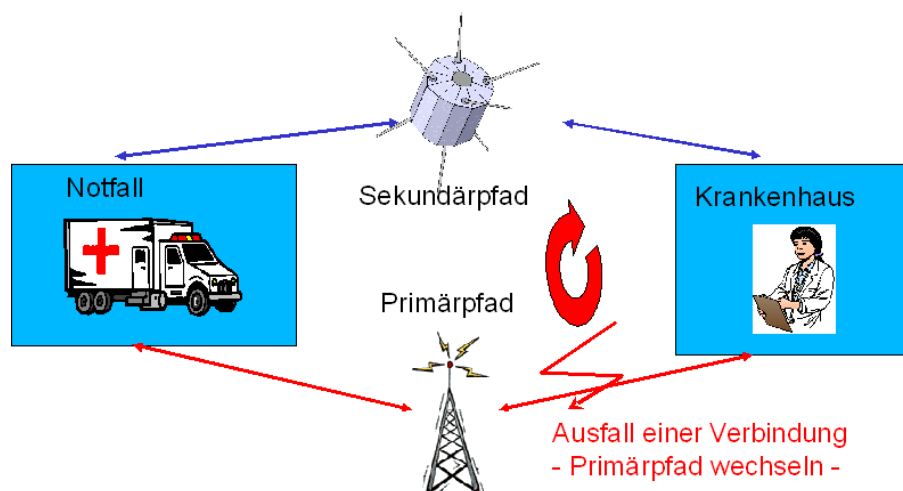 Notfall
Sekundärpfad
Krankenhaus
Primärpfad
Ausfall einer Verbindung
- Primärpfad wechseln -